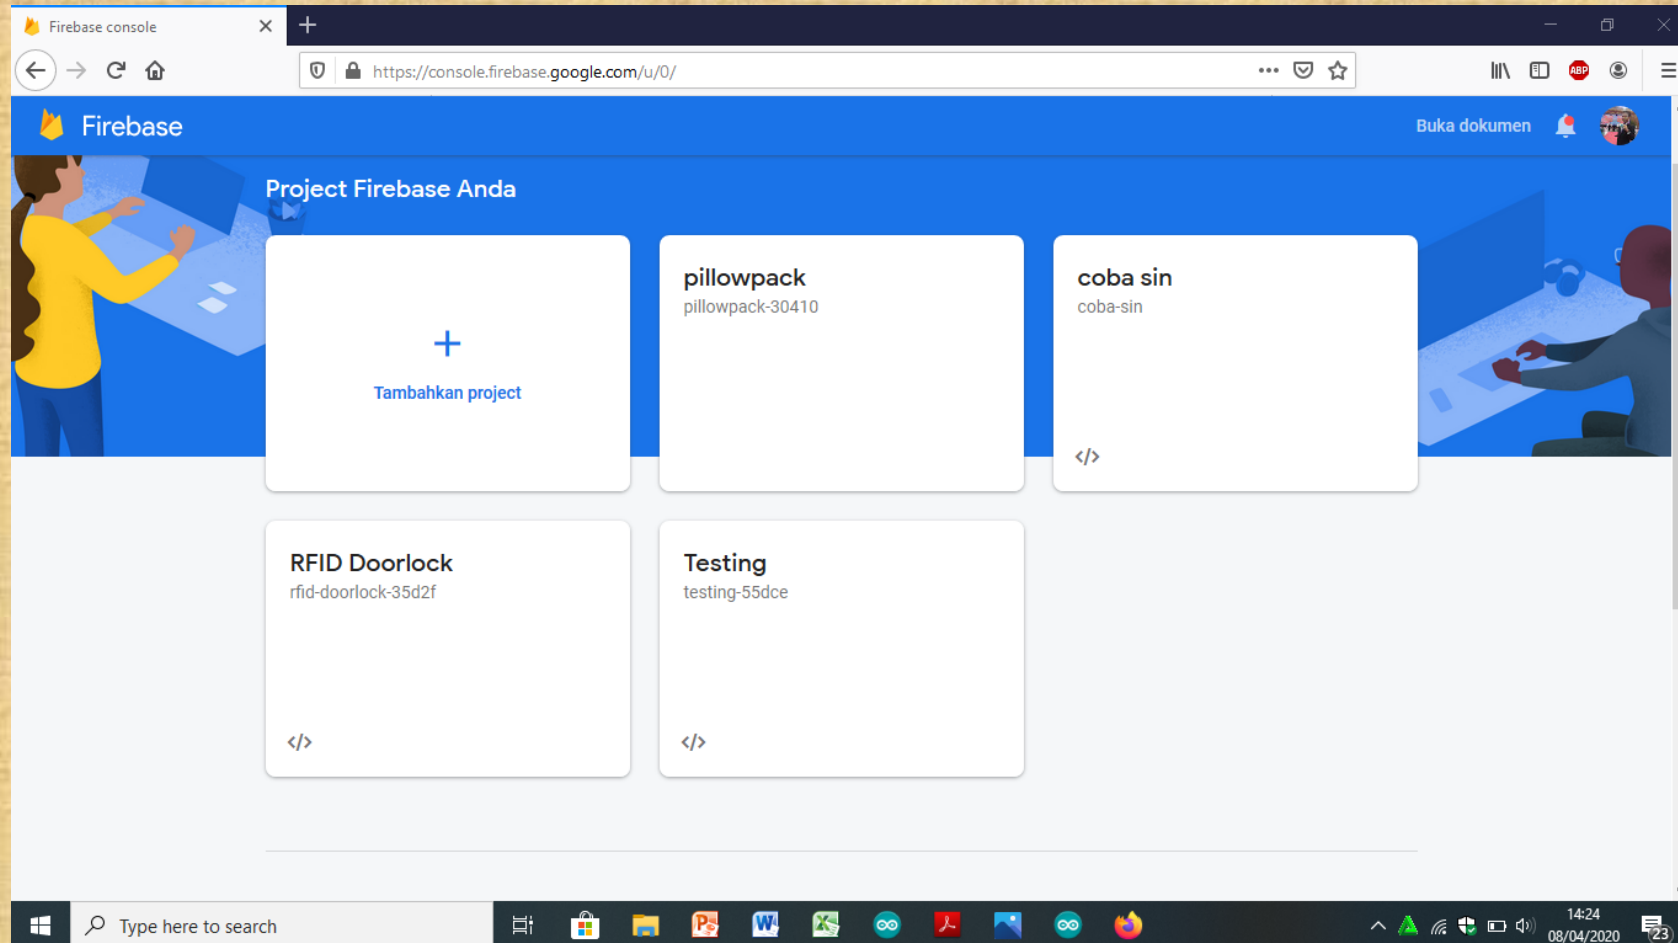 Firebase console
https://console.firebase.google.com/u/0/
ABP
Firebase
Buka dokumen
Project Firebase Anda
Tambahkan project
pillowpack
pillowpack-30410
coba sin
coba-sin
</>
RFID Doorlock
rfid-doorlock-35d2f
</>
Testing
testing-55dce
</>
Type here to search
14:24
08/04/2020
23